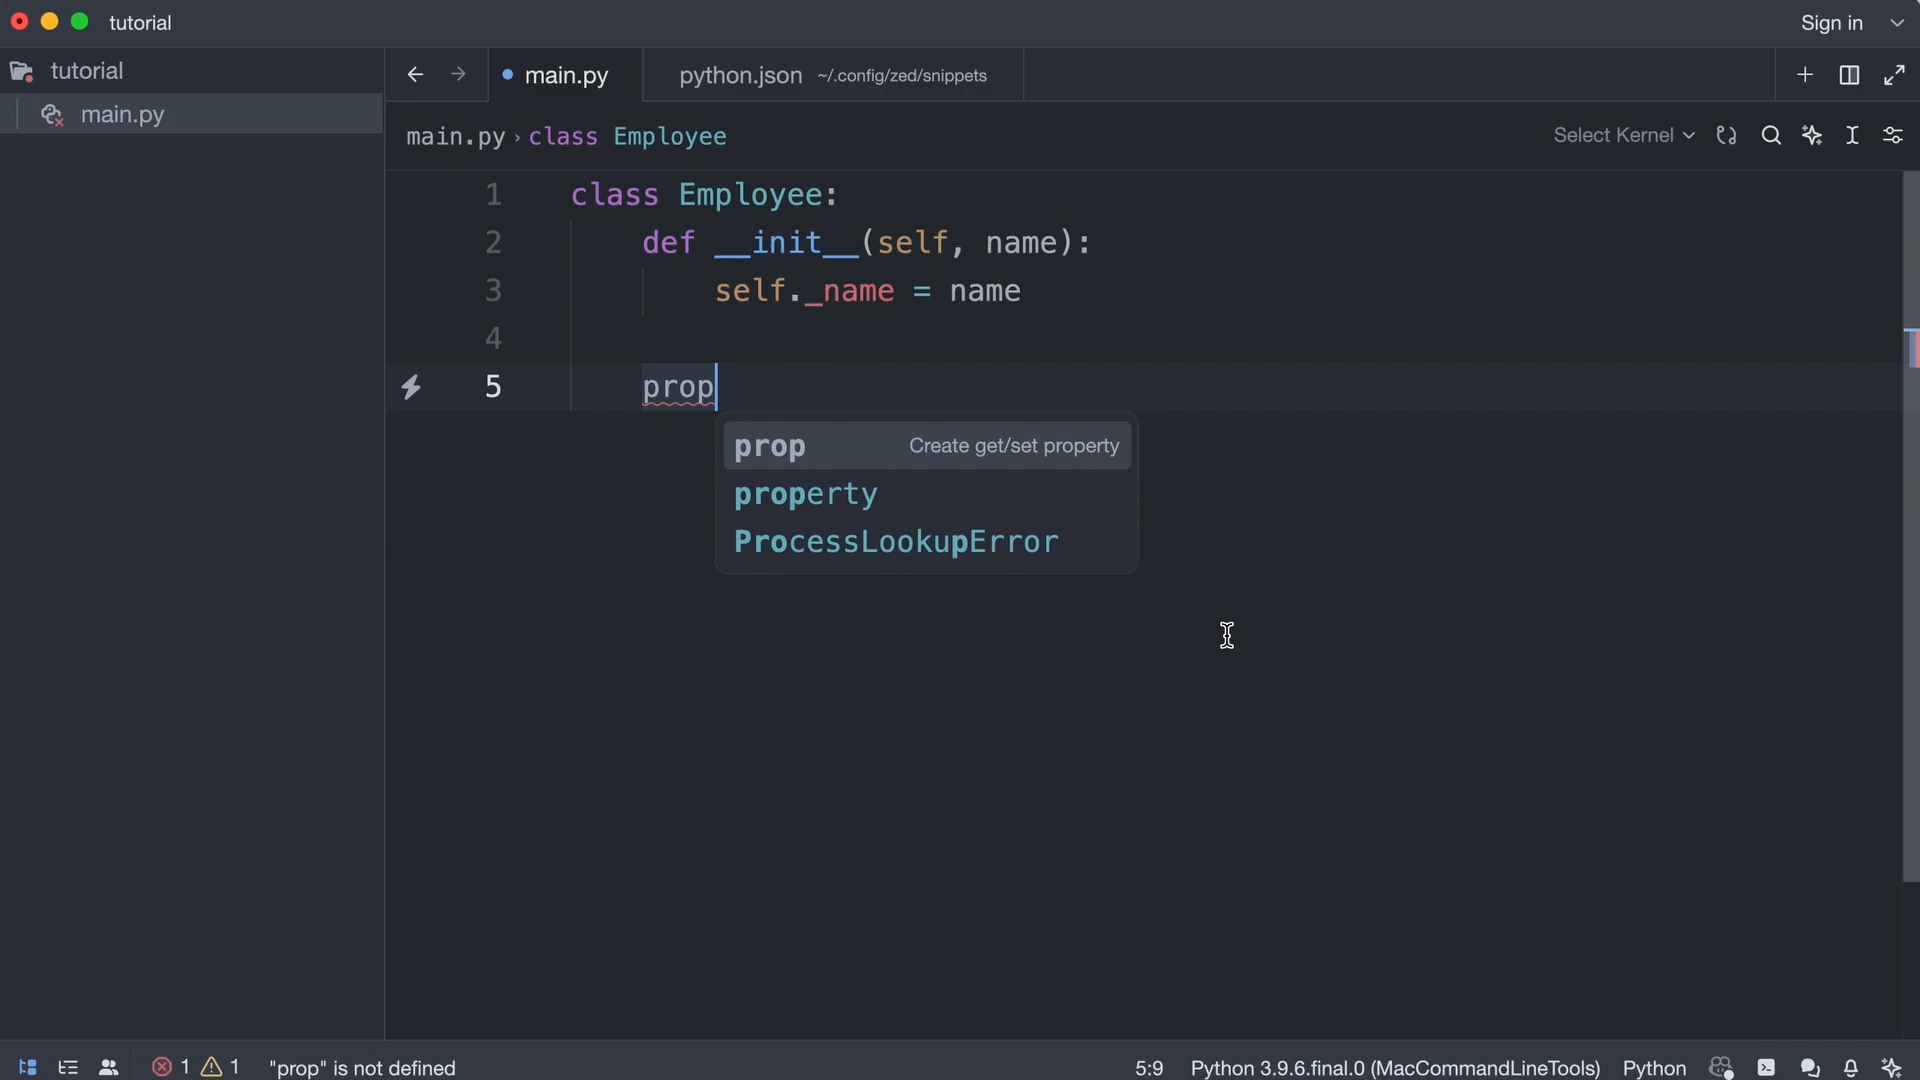 tutorial
Sign in
tutorial
main.py
main.py
python.json ~/.config/zed/snippets
main.py › class Employee
Select Kernel
1 class Employee:
2 def __init__(self, name):
3 self._name = name
4
5 prop
prop Create get/set property
property
ProcessLookupError
1 1 "prop" is not defined
5:9 Python 3.9.6.final.0 (MacCommandLineTools) Python